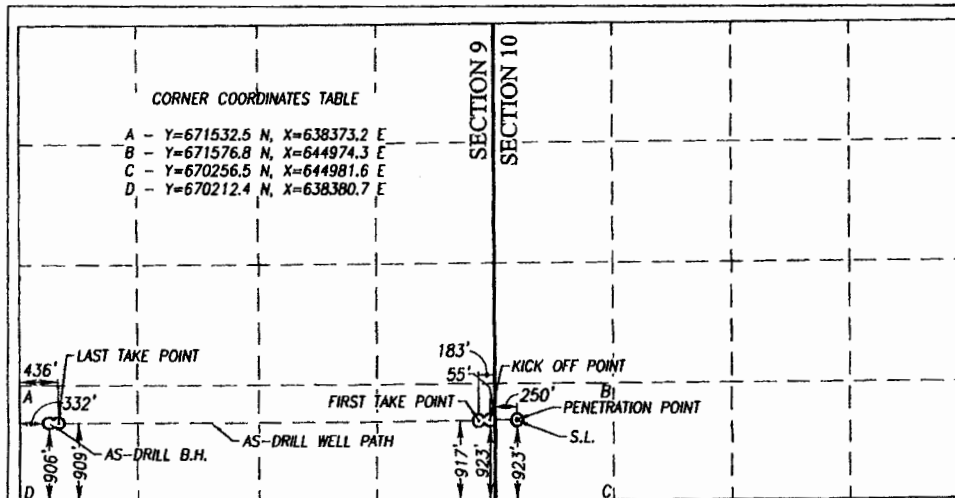 SECTION 9
SECTION 10
CORNER COORDINATES TABLE
A - Y=671532.5 N, X=638373.2 E
B - Y=671576.8 N, X=644974.3 E
C - Y=670256.5 N, X=644981.6 E
D - Y=670212.4 N, X=638380.7 E
LAST TAKE POINT
183'
KICK OFF POINT
436'
55'
250'
A
B
332'
FIRST TAKE POINT
PENETRATION POINT
S.L.
AS-DRILL WELL PATH
AS-DRILL B.H.
906'
909'
917'
923'
923'
D
C